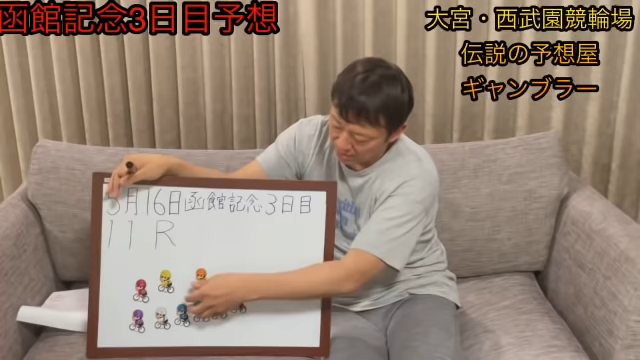 函館記念3日目予想
大宮・西武園競輪場
伝説の予想屋
ギャンブラー
月16日函館記念3日目
11R